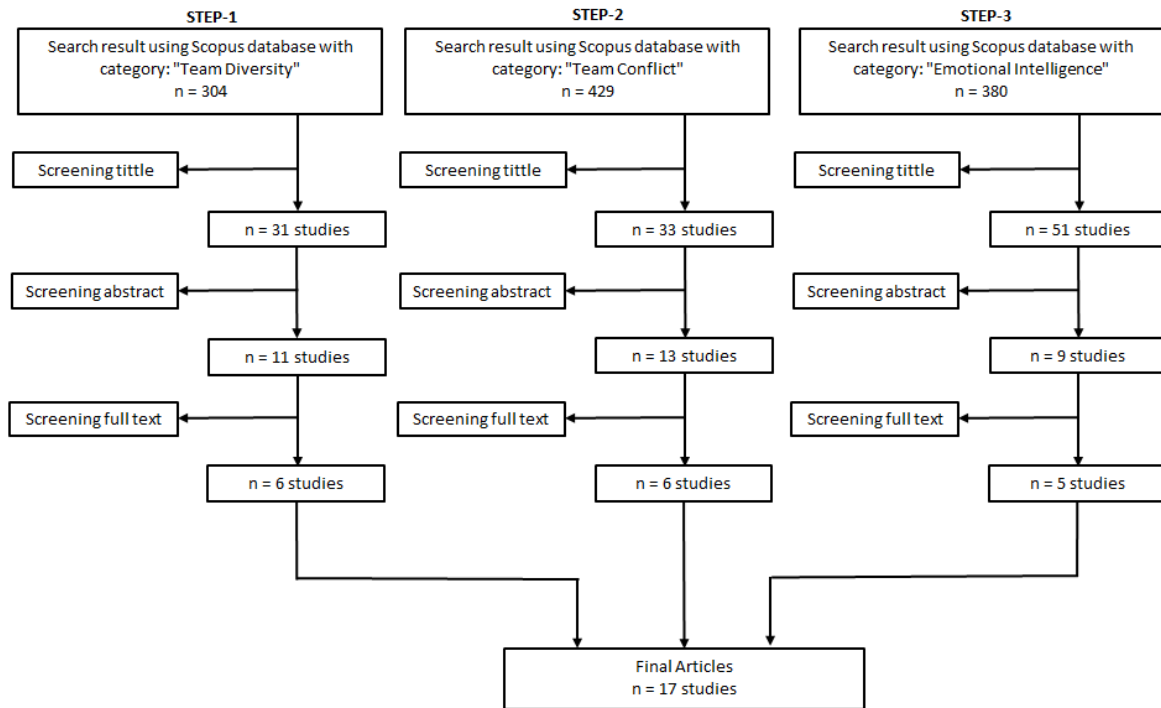 STEP-1
Search result using Scopus database with
category: "Team Diversity"
n = 304
Screening tittle
n = 31 studies
Screening abstract
n = 11 studies
Screening full text
n = 6 studies
STEP-2
Search result using Scopus database with
category: "Team Conflict"
n = 429
Screening tittle
n = 33 studies
Screening abstract
n = 13 studies
Screening full text
n = 6 studies
STEP-3
Search result using Scopus database with
category: "Emotional Intelligence"
n = 380
Screening tittle
n = 51 studies
Screening abstract
n = 9 studies
Screening full text
n = 5 studies
Final Articles
n = 17 studies